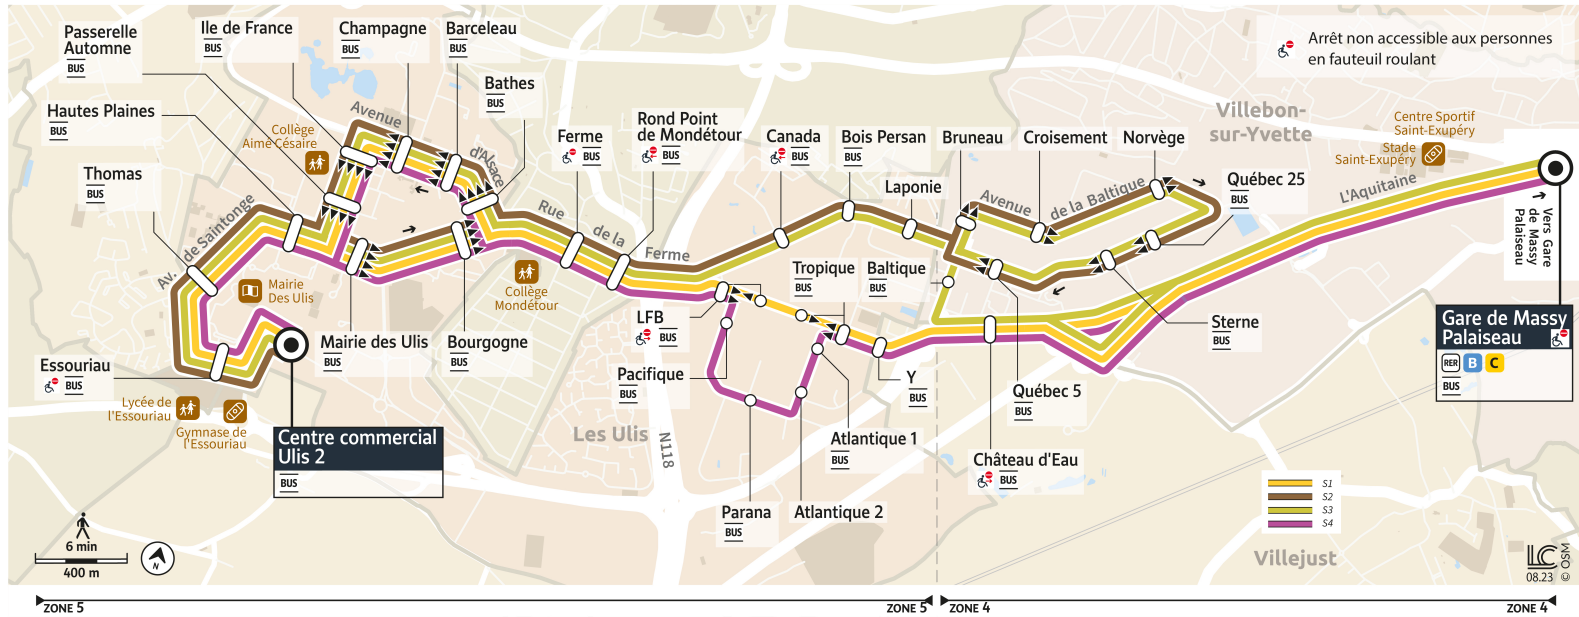 Passerelle
Automne
BUS
Ile de France
BUS
Champagne
BUS
Barceleau
BUS
Bathes
BUS
Hautes Plaines
BUS
Thomas
BUS
Collège
Aimé Césaire
Avenue
d'Alsace
Av. de Saintonge
Mairie
Des Ulis
Essouriau
BUS
Lycée de
l'Essouriau
Gymnase de
l'Essouriau
Centre commercial
Ulis 2
BUS
Mairie des Ulis
BUS
Bourgogne
BUS
Collège
Mondétour
Ferme
BUS
Rond Point
de Mondétour
BUS
Rue
de la
Ferme
Canada
BUS
Bois Persan
BUS
Laponie
Bruneau
Croisement
Norvège
BUS
Avenue
de la Baltique
Québec 25
BUS
Tropique
BUS
Baltique
BUS
LFB
BUS
Pacifique
BUS
Les Ulis
N118
Parana
BUS
Atlantique 2
Atlantique 1
BUS
Y
BUS
Château d'Eau
BUS
Québec 5
BUS
Sterne
BUS
Arrêt non accessible aux personnes
en fauteuil roulant
Villebon-
sur-Yvette
Centre Sportif
Saint-Exupéry
Stade
Saint-Exupéry
L'Aquitaine
Vers Gare
de Massy
Palaiseau
Gare de Massy
Palaiseau
RER B C
BUS
S1
S2
S3
S4
Villejust
6 min
400 m
N
LC
08.23
© OSM
ZONE 5
ZONE 5
ZONE 4
ZONE 4